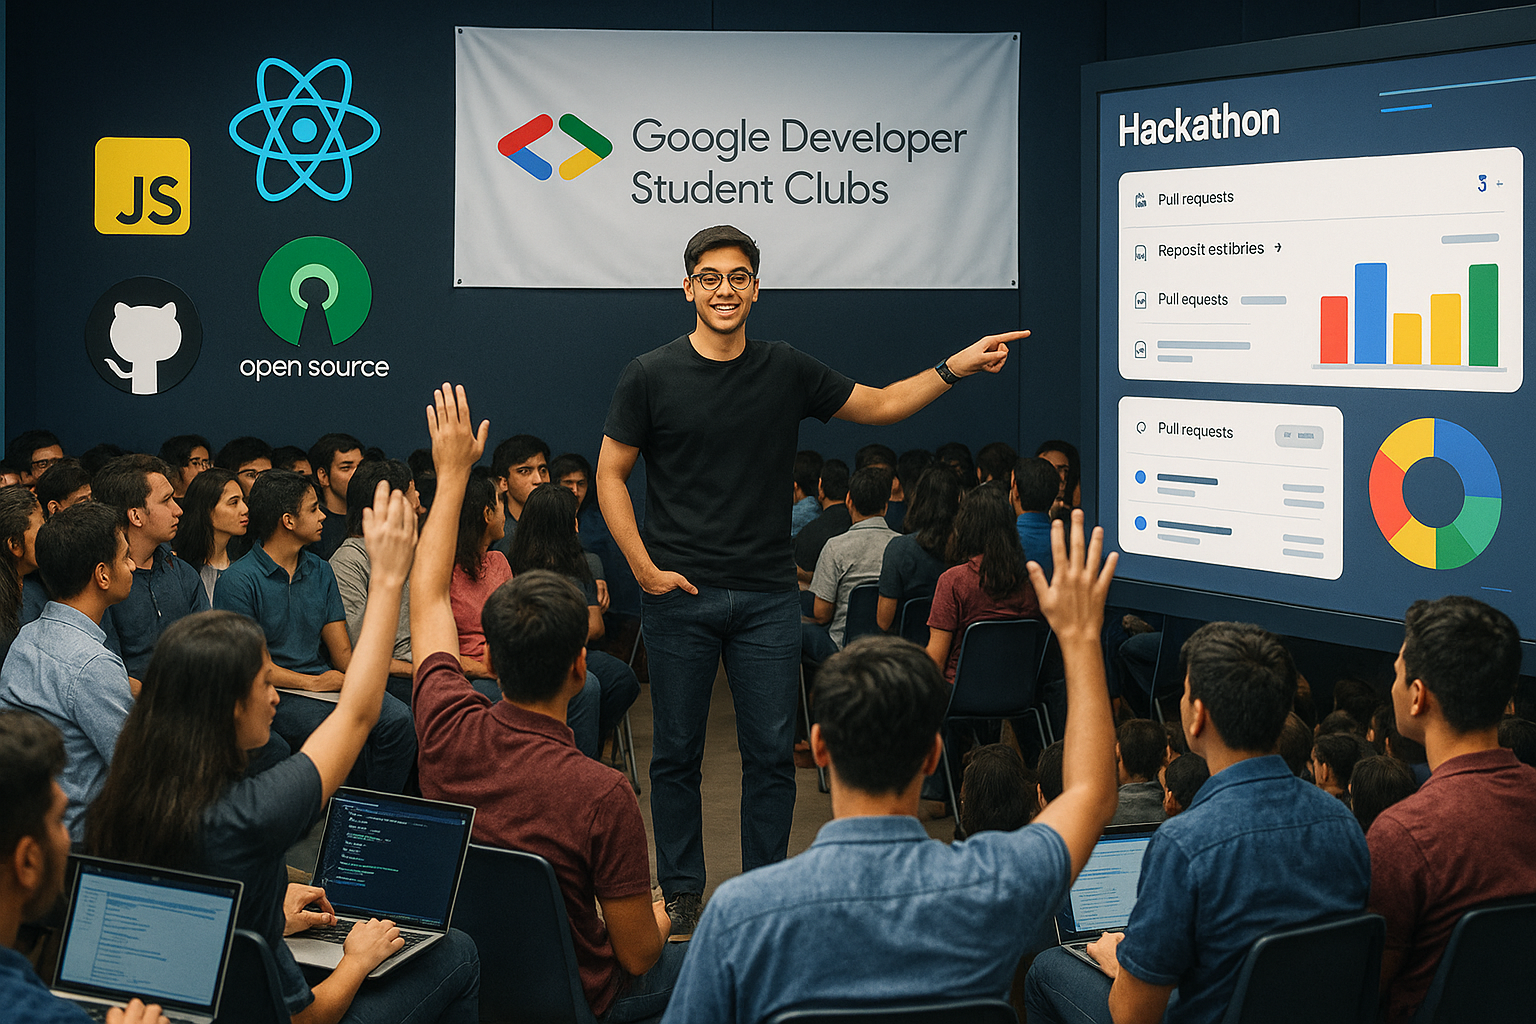 JS
open source
Google Developer
Student Clubs
Hackathon
Pull requests
Reposit estibries →
Pull equests
Pull requests